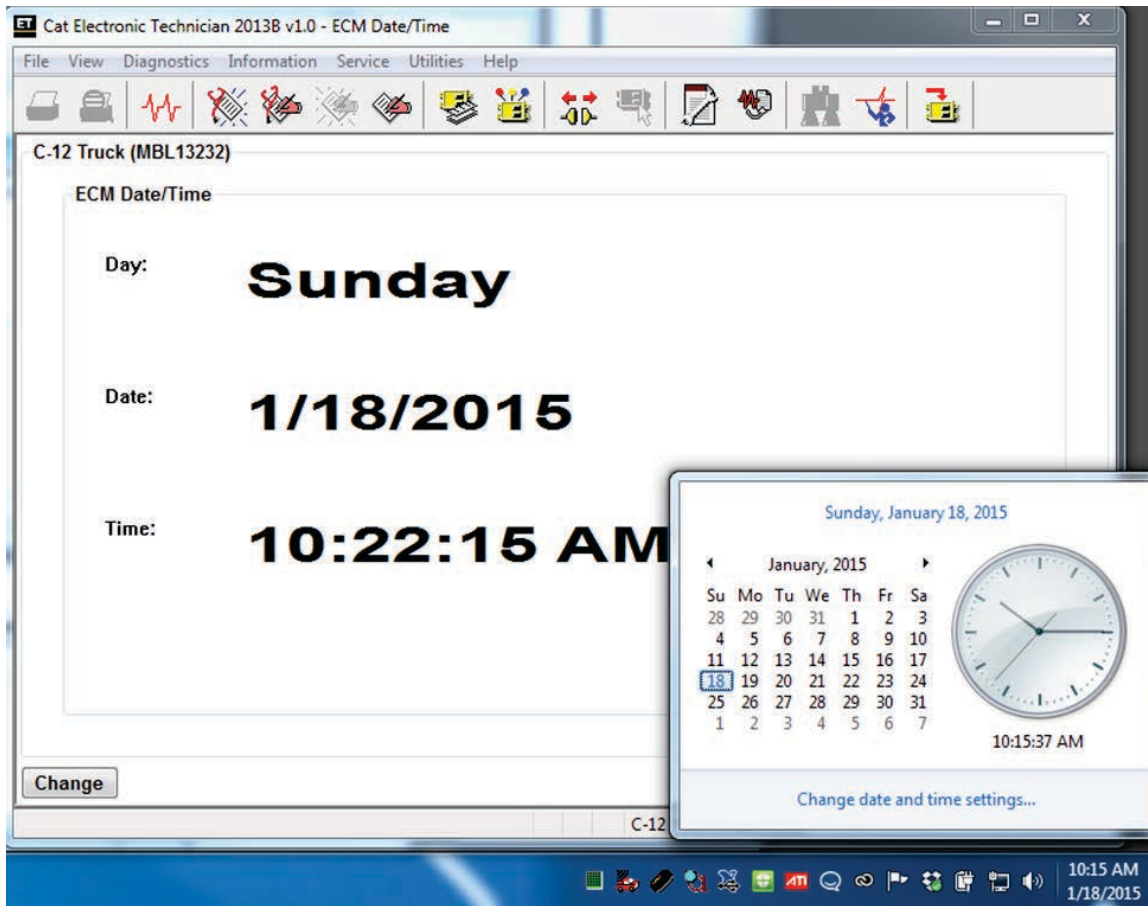 ET Cat Electronic Technician 2013B v1.0 - ECM Date/Time
File View Diagnostics Information Service Utilities Help
C-12 Truck (MBL13232)
ECM Date/Time
Day: Sunday
Date: 1/18/2015
Time: 10:22:15 AM
Change
C-12
Sunday, January 18, 2015
January, 2015
Su Mo Tu We Th Fr Sa
28 29 30 31 1 2 3
4 5 6 7 8 9 10
11 12 13 14 15 16 17
18 19 20 21 22 23 24
25 26 27 28 29 30 31
1 2 3 4 5 6 7
10:15:37 AM
Change date and time settings...
ATI
10:15 AM
1/18/2015